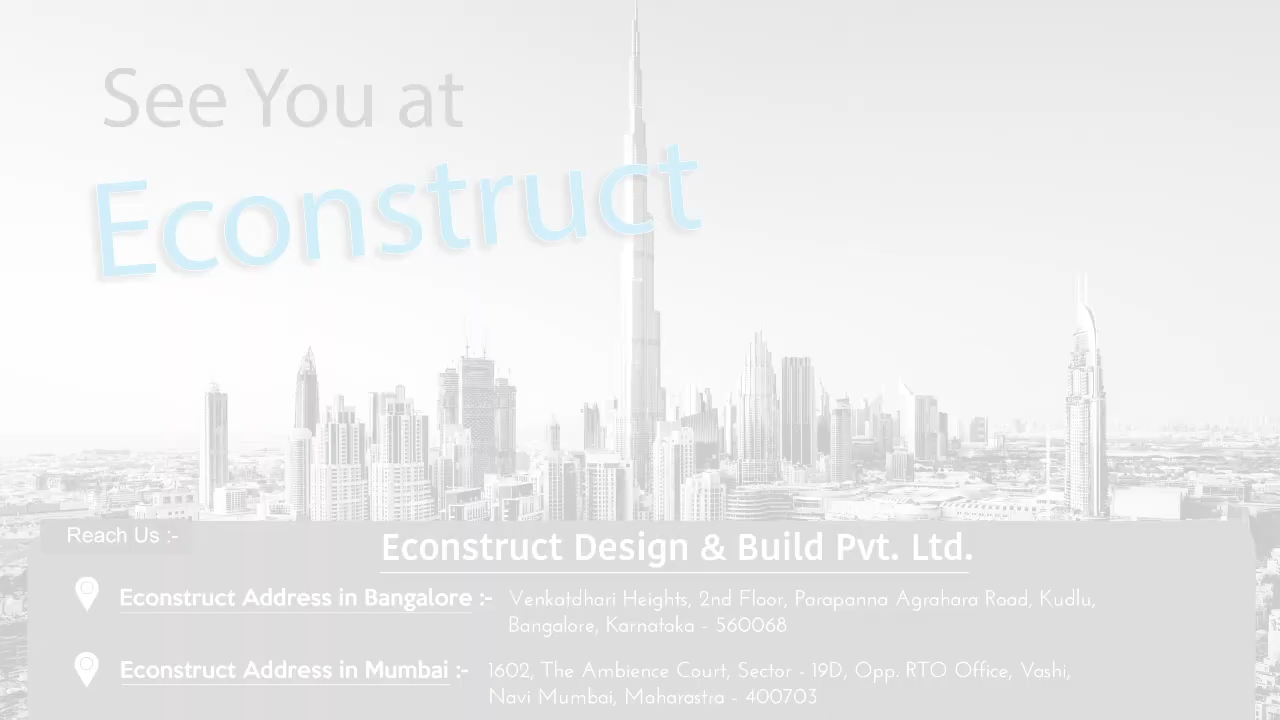 See You at
Econstruct
Reach Us :-
Econstruct Design & Build Pvt. Ltd.
Econstruct Address in Bangalore :- Venkatdhari Heights, 2nd Floor, Parapanna Agrahara Road, Kudlu,
Bangalore, Karnataka - 560068
Econstruct Address in Mumbai :- 1602, The Ambience Court, Sector - 19D, Opp. RTO Office, Vashi,
Navi Mumbai, Maharastra - 400703